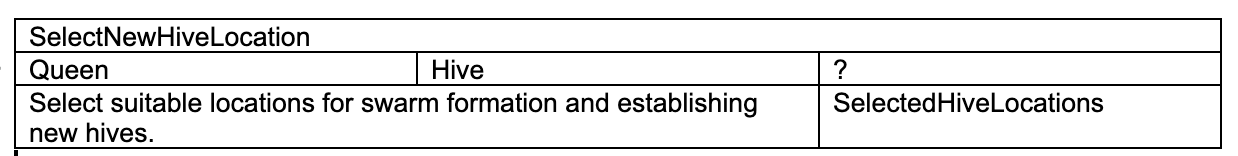 SelectNewHiveLocation
Queen Hive ?
Select suitable locations for swarm formation and establishing SelectedHiveLocations
new hives.